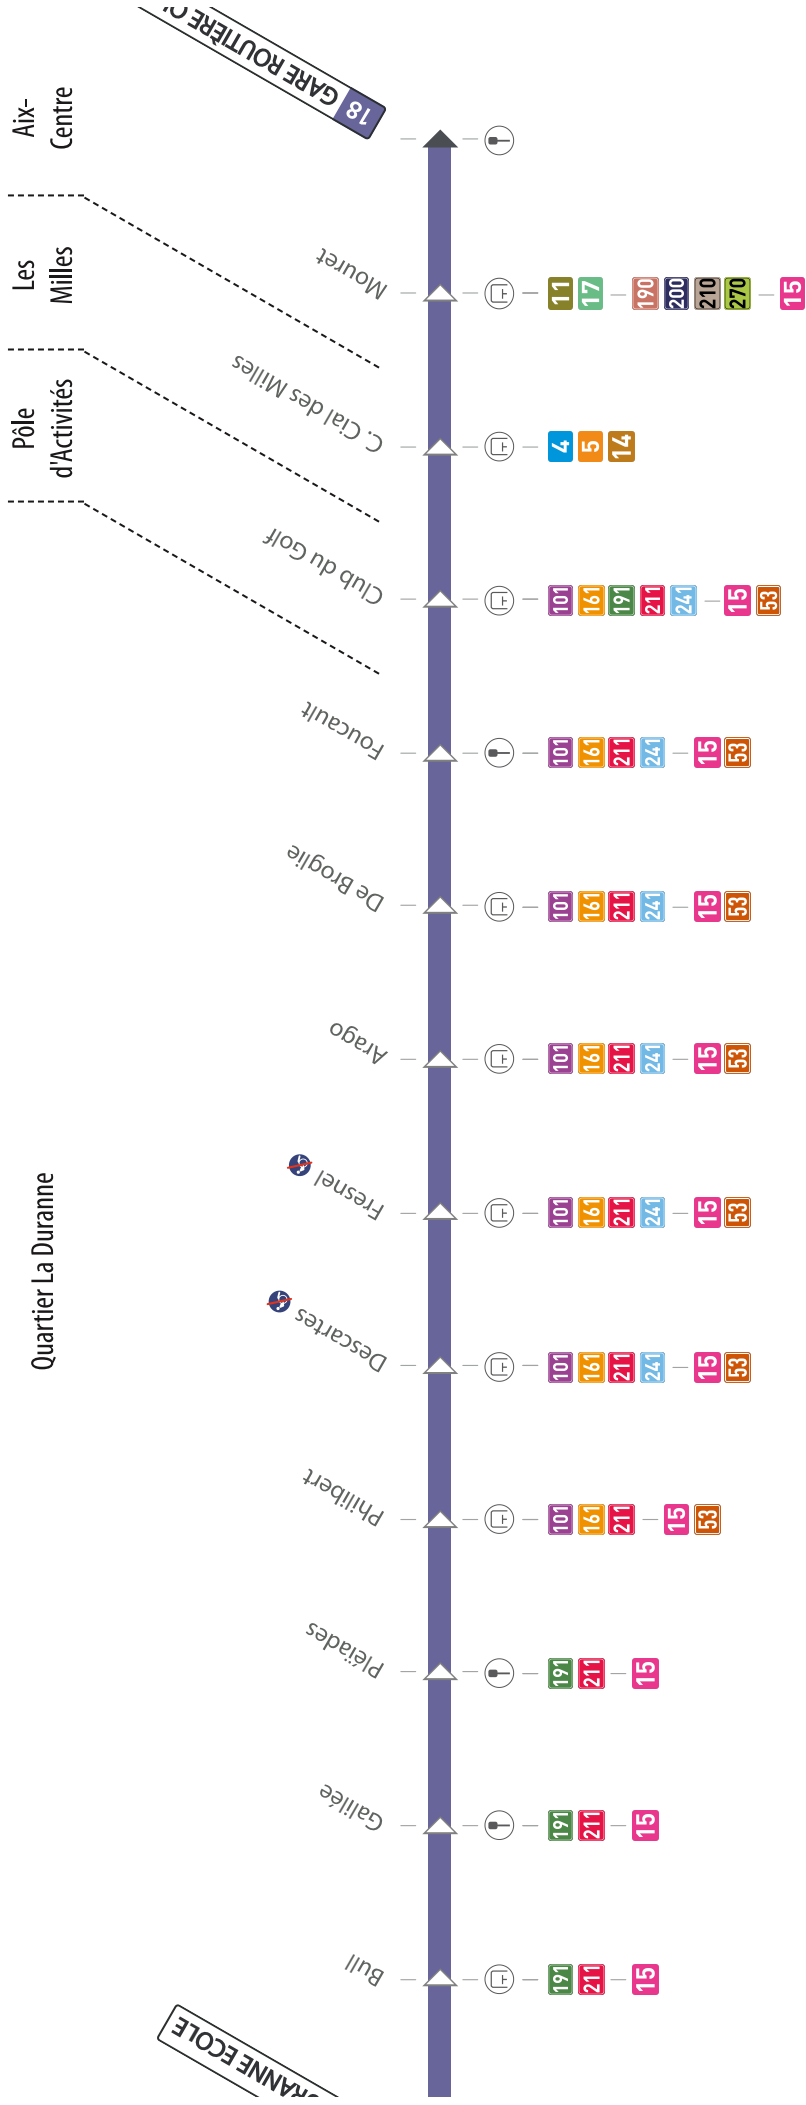 Aix-
Centre
Les
Milles
Pôle
d'Activités
Quartier La Duranne
18 GARE ROUTIÈRE
Mouret
11 17 190 200 210 270 15
C. Cial des Milles
4 5 14
Club du Golf
101 161 191 211 241 15 53
Foucault
101 161 211 241 15 53
De Broglie
101 161 211 241 15 53
Arago
101 161 211 241 15 53
Fresnel
101 161 211 241 15 53
Descartes
101 161 211 241 15 53
Philibert
101 161 211 15 53
Pléiades
191 211 15
Galilée
191 211 15
Bull
191 211 15
RANNE ECOLE